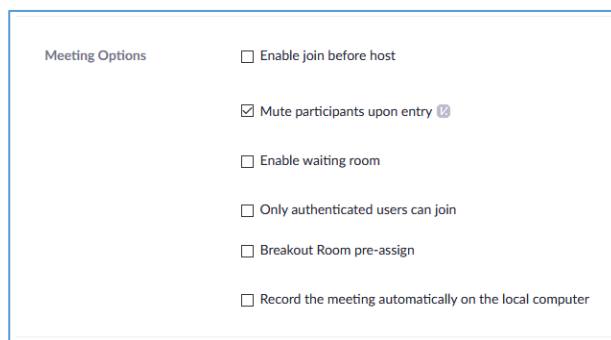 Meeting Options
Enable join before host
Mute participants upon entry
Enable waiting room
Only authenticated users can join
Breakout Room pre-assign
Record the meeting automatically on the local computer